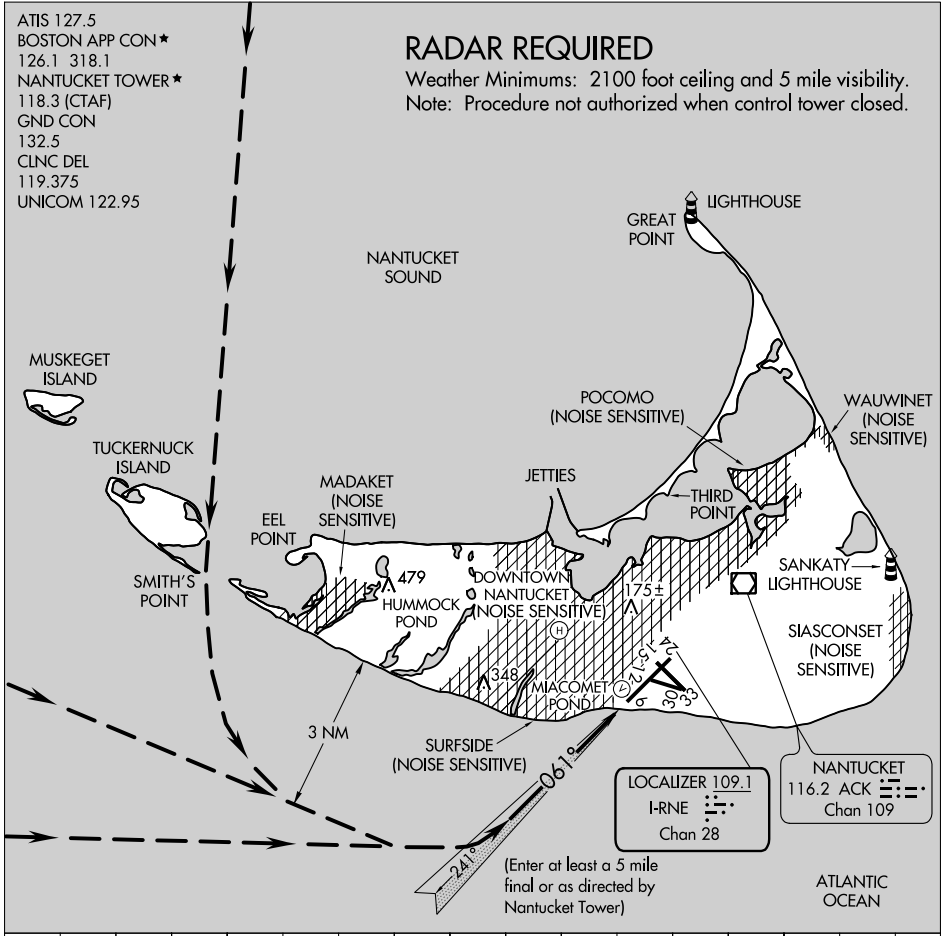 ATIS 127.5
BOSTON APP CON★
126.1 318.1
NANTUCKET TOWER★
118.3 (CTAF)
GND CON
132.5
CLNC DEL
119.375
UNICOM 122.95
RADAR REQUIRED
Weather Minimums: 2100 foot ceiling and 5 mile visibility.
Note: Procedure not authorized when control tower closed.
LIGHTHOUSE
GREAT
POINT
NANTUCKET
SOUND
MUSKEGET
ISLAND
POCOMO
(NOISE SENSITIVE)
WAUWINET
(NOISE
SENSITIVE)
TUCKERNUCK
ISLAND
MADAKET
(NOISE
SENSITIVE)
JETTIES
THIRD
POINT
EEL
POINT
SMITH'S
POINT
479
HUMMOCK
POND
DOWNTOWN
NANTUCKET
(NOISE SENSITIVE)
175±
SANKATY
LIGHTHOUSE
H
SIASCONSET
(NOISE
SENSITIVE)
348
MIACOMET
POND
V
6
12
15
24
30
33
3 NM
SURFSIDE
(NOISE SENSITIVE)
061°
241°
LOCALIZER 109.1
I-RNE
Chan 28
NANTUCKET
116.2 ACK
Chan 109
(Enter at least a 5 mile
final or as directed by
Nantucket Tower)
ATLANTIC
OCEAN